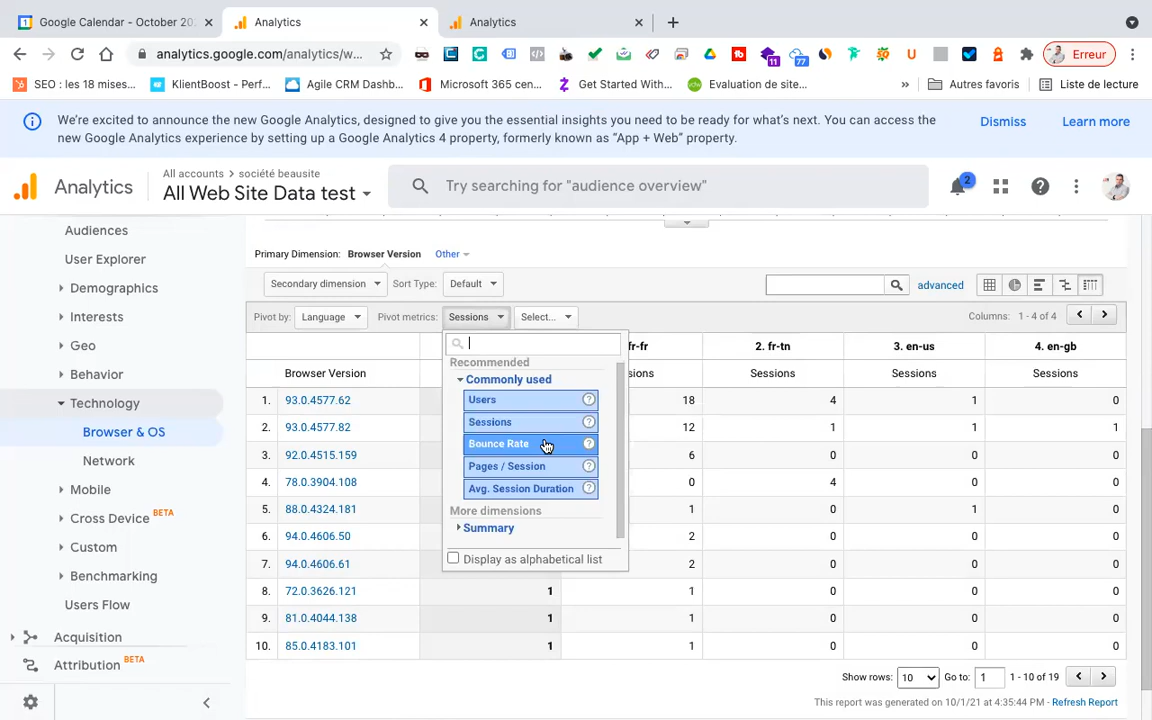 Google Calendar - October 20
Analytics
Analytics
analytics.google.com/analytics/w...
11
77
Erreur
SEO : les 18 mises...
KlientBoost - Perf...
Agile CRM Dashb...
Microsoft 365 cen...
Get Started With...
Evaluation de site...
»
Autres favoris
Liste de lecture
We're excited to announce the new Google Analytics, designed to give you the essential insights you need to be ready for what's next. You can access the
new Google Analytics experience by setting up a Google Analytics 4 property, formerly known as "App + Web" property.
Dismiss
Learn more
Analytics
All accounts > société beausite
All Web Site Data test
Try searching for "audience overview"
2
Audiences
User Explorer
Demographics
Interests
Geo
Behavior
Technology
Browser & OS
Network
Mobile
Cross Device BETA
Custom
Benchmarking
Users Flow
Acquisition
Attribution BETA
Primary Dimension: Browser Version Other
Secondary dimension Sort Type: Default
advanced
Pivot by: Language Pivot metrics: Sessions Select...
Columns: 1 - 4 of 4
fr-fr 2. fr-tn 3. en-us 4. en-gb
Browser Version sions Sessions Sessions Sessions
1. 93.0.4577.62 18 4 1 0
2. 93.0.4577.82 12 1 1 1
3. 92.0.4515.159 6 0 0 0
4. 78.0.3904.108 0 4 0 0
5. 88.0.4324.181 1 0 1 0
6. 94.0.4606.50 2 0 0 0
7. 94.0.4606.61 2 0 0 0
8. 72.0.3626.121 1 1 0 0 0
9. 81.0.4044.138 1 1 0 0 0
10. 85.0.4183.101 1 1 0 0 0
Recommended
Commonly used
Users
Sessions
Bounce Rate
Pages / Session
Avg. Session Duration
More dimensions
Summary
Display as alphabetical list
Show rows: 10 Go to: 1 1 - 10 of 19
This report was generated on 10/1/21 at 4:35:44 PM - Refresh Report